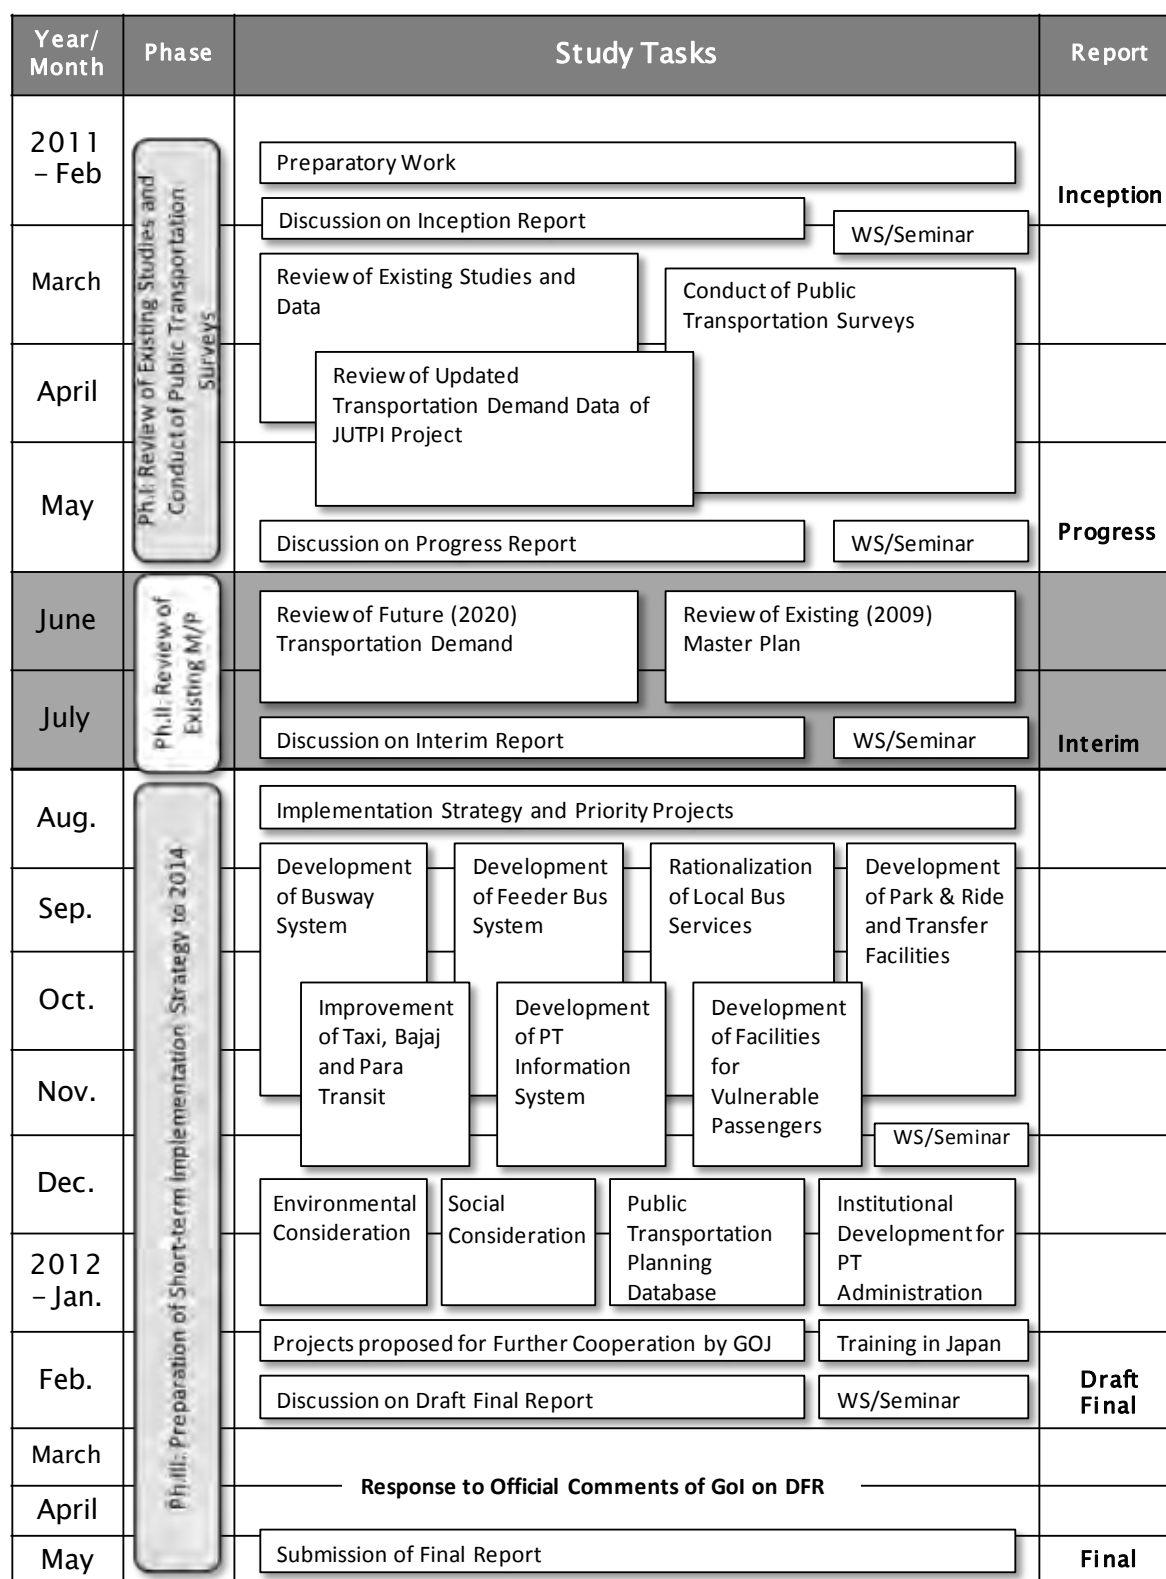 Year/
Month
Phase
Study Tasks
Report
2011
– Feb
Preparatory Work
Inception
Discussion on Inception Report
WS/Seminar
Ph.I: Review of Existing Studies and
Conduct of Public Transportation
Surveys
March
Review of Existing Studies and
Data
Conduct of Public
Transportation Surveys
April
Review of Updated
Transportation Demand Data of
JUTPI Project
May
Progress
Discussion on Progress Report
WS/Seminar
Ph.II: Review of
Existing M/P
June
Review of Future (2020)
Transportation Demand
Review of Existing (2009)
Master Plan
July
Discussion on Interim Report
WS/Seminar
Interim
Ph.III: Preparation of Short-term Implementation Strategy to 2014
Aug.
Implementation Strategy and Priority Projects
Development
of Busway
System
Development
of Feeder Bus
System
Rationalization
of Local Bus
Services
Development
of Park & Ride
and Transfer
Facilities
Sep.
Oct.
Improvement
of Taxi, Bajaj
and Para
Transit
Development
of PT
Information
System
Development
of Facilities
for
Vulnerable
Passengers
Nov.
WS/Seminar
Dec.
Environmental
Consideration
Social
Consideration
Public
Transportation
Planning
Database
Institutional
Development for
PT
Administration
2012
– Jan.
Projects proposed for Further Cooperation by GOJ
Training in Japan
Feb.
Discussion on Draft Final Report
WS/Seminar
Draft
Final
March
Response to Official Comments of GoI on DFR
April
May
Submission of Final Report
Final